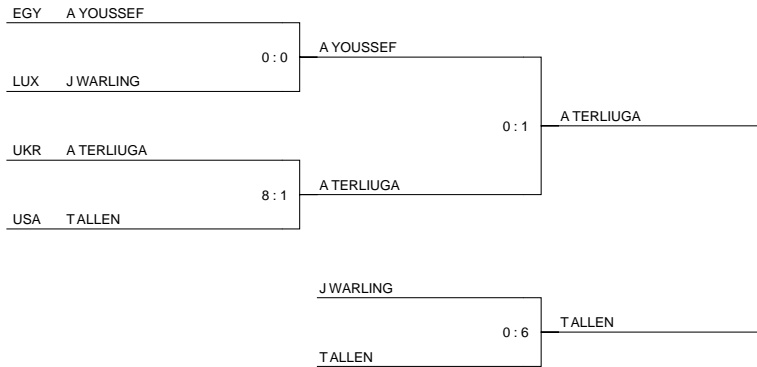 EGY A YOUSSEF
0 : 0
A YOUSSEF
LUX J WARLING
0 : 1
A TERLIUGA
UKR A TERLIUGA
8 : 1
A TERLIUGA
USA T ALLEN
J WARLING
0 : 6
T ALLEN
T ALLEN